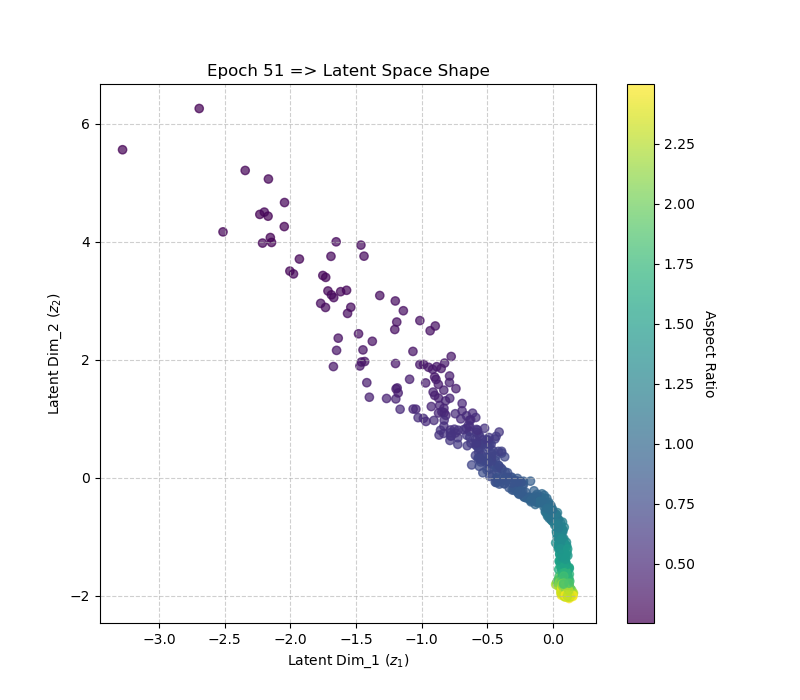 Epoch 51 => Latent Space Shape
6
4
2
0
−2
Latent Dim_2 (z₂)
−3.0 −2.5 −2.0 −1.5 −1.0 −0.5 0.0
Latent Dim_1 (z₁)
2.25
2.00
1.75
1.50
1.25
1.00
0.75
0.50
Aspect Ratio